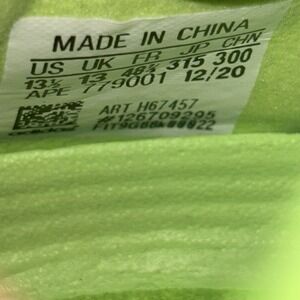 MADE IN CHINA
US UK FR JP CHN
13½ 13 48⅔ 315 300
APE 779001 12/20
ART H67457
#126709295
adidas